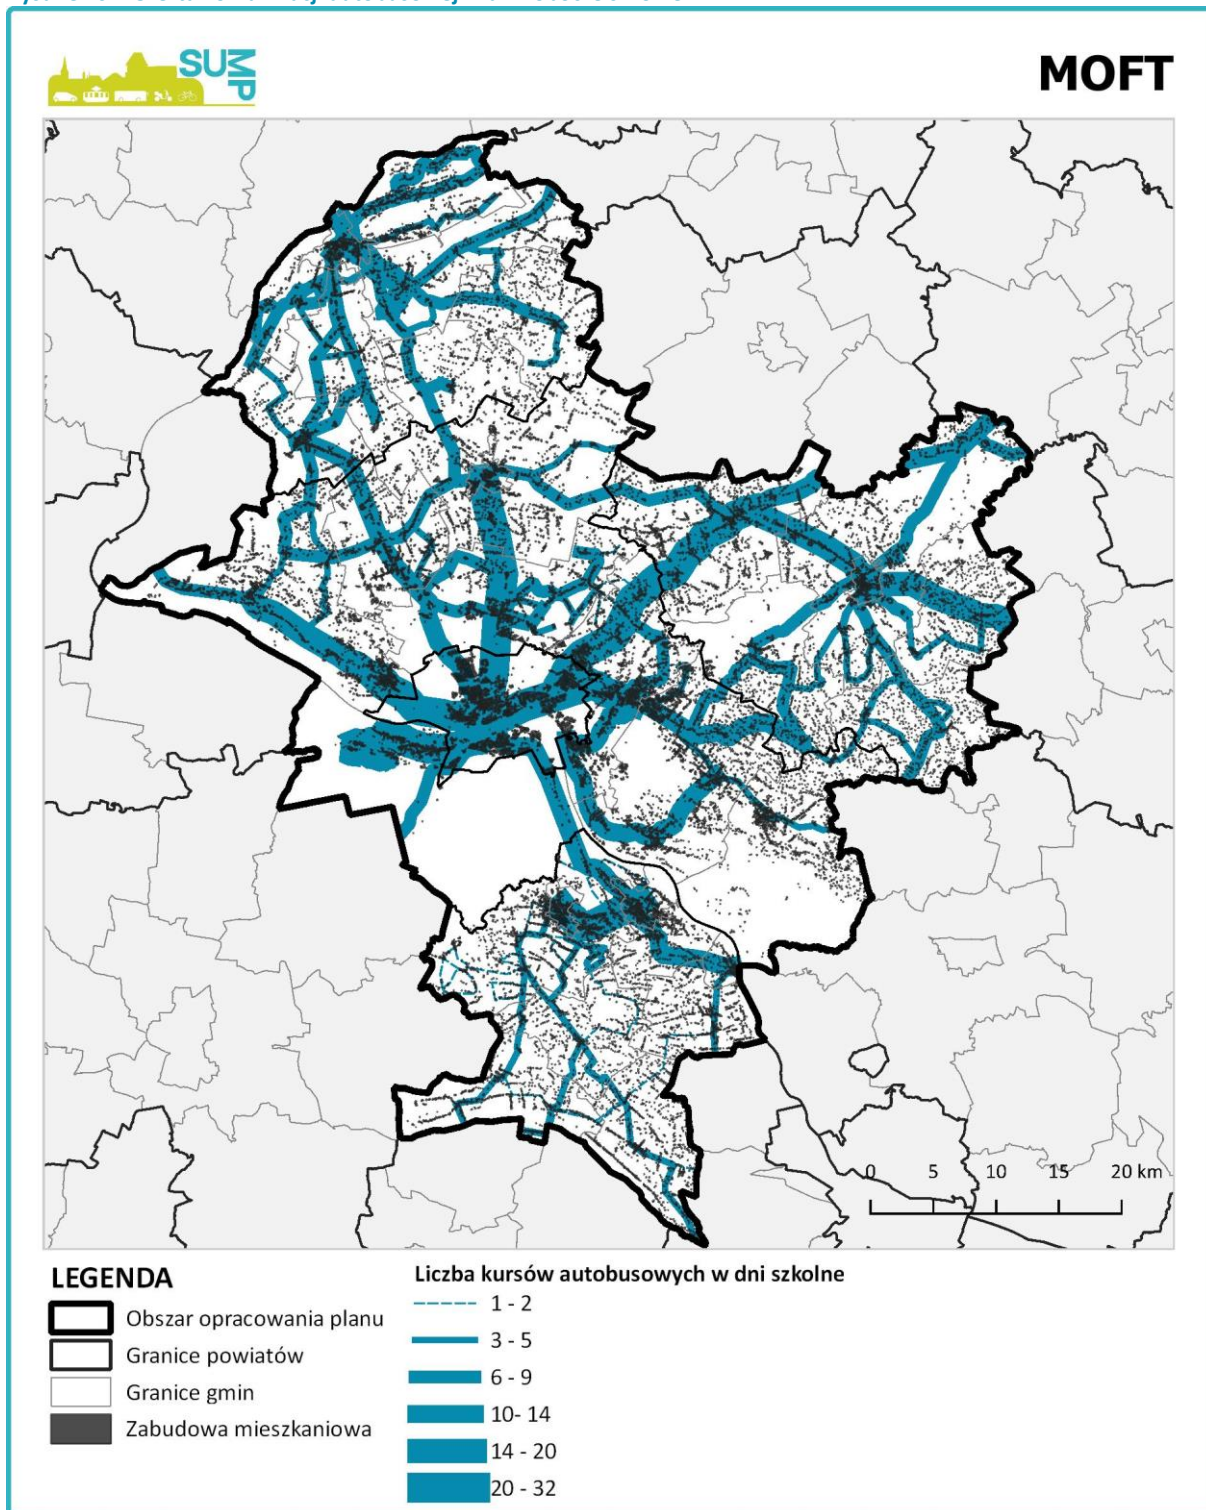 SUMP
MOFT
0 5 10 15 20 km
LEGENDA
Obszar opracowania planu
Granice powiatów
Granice gmin
Zabudowa mieszkaniowa
Liczba kursów autobusowych w dni szkolne
1 - 2
3 - 5
6 - 9
10- 14
14 - 20
20 - 32